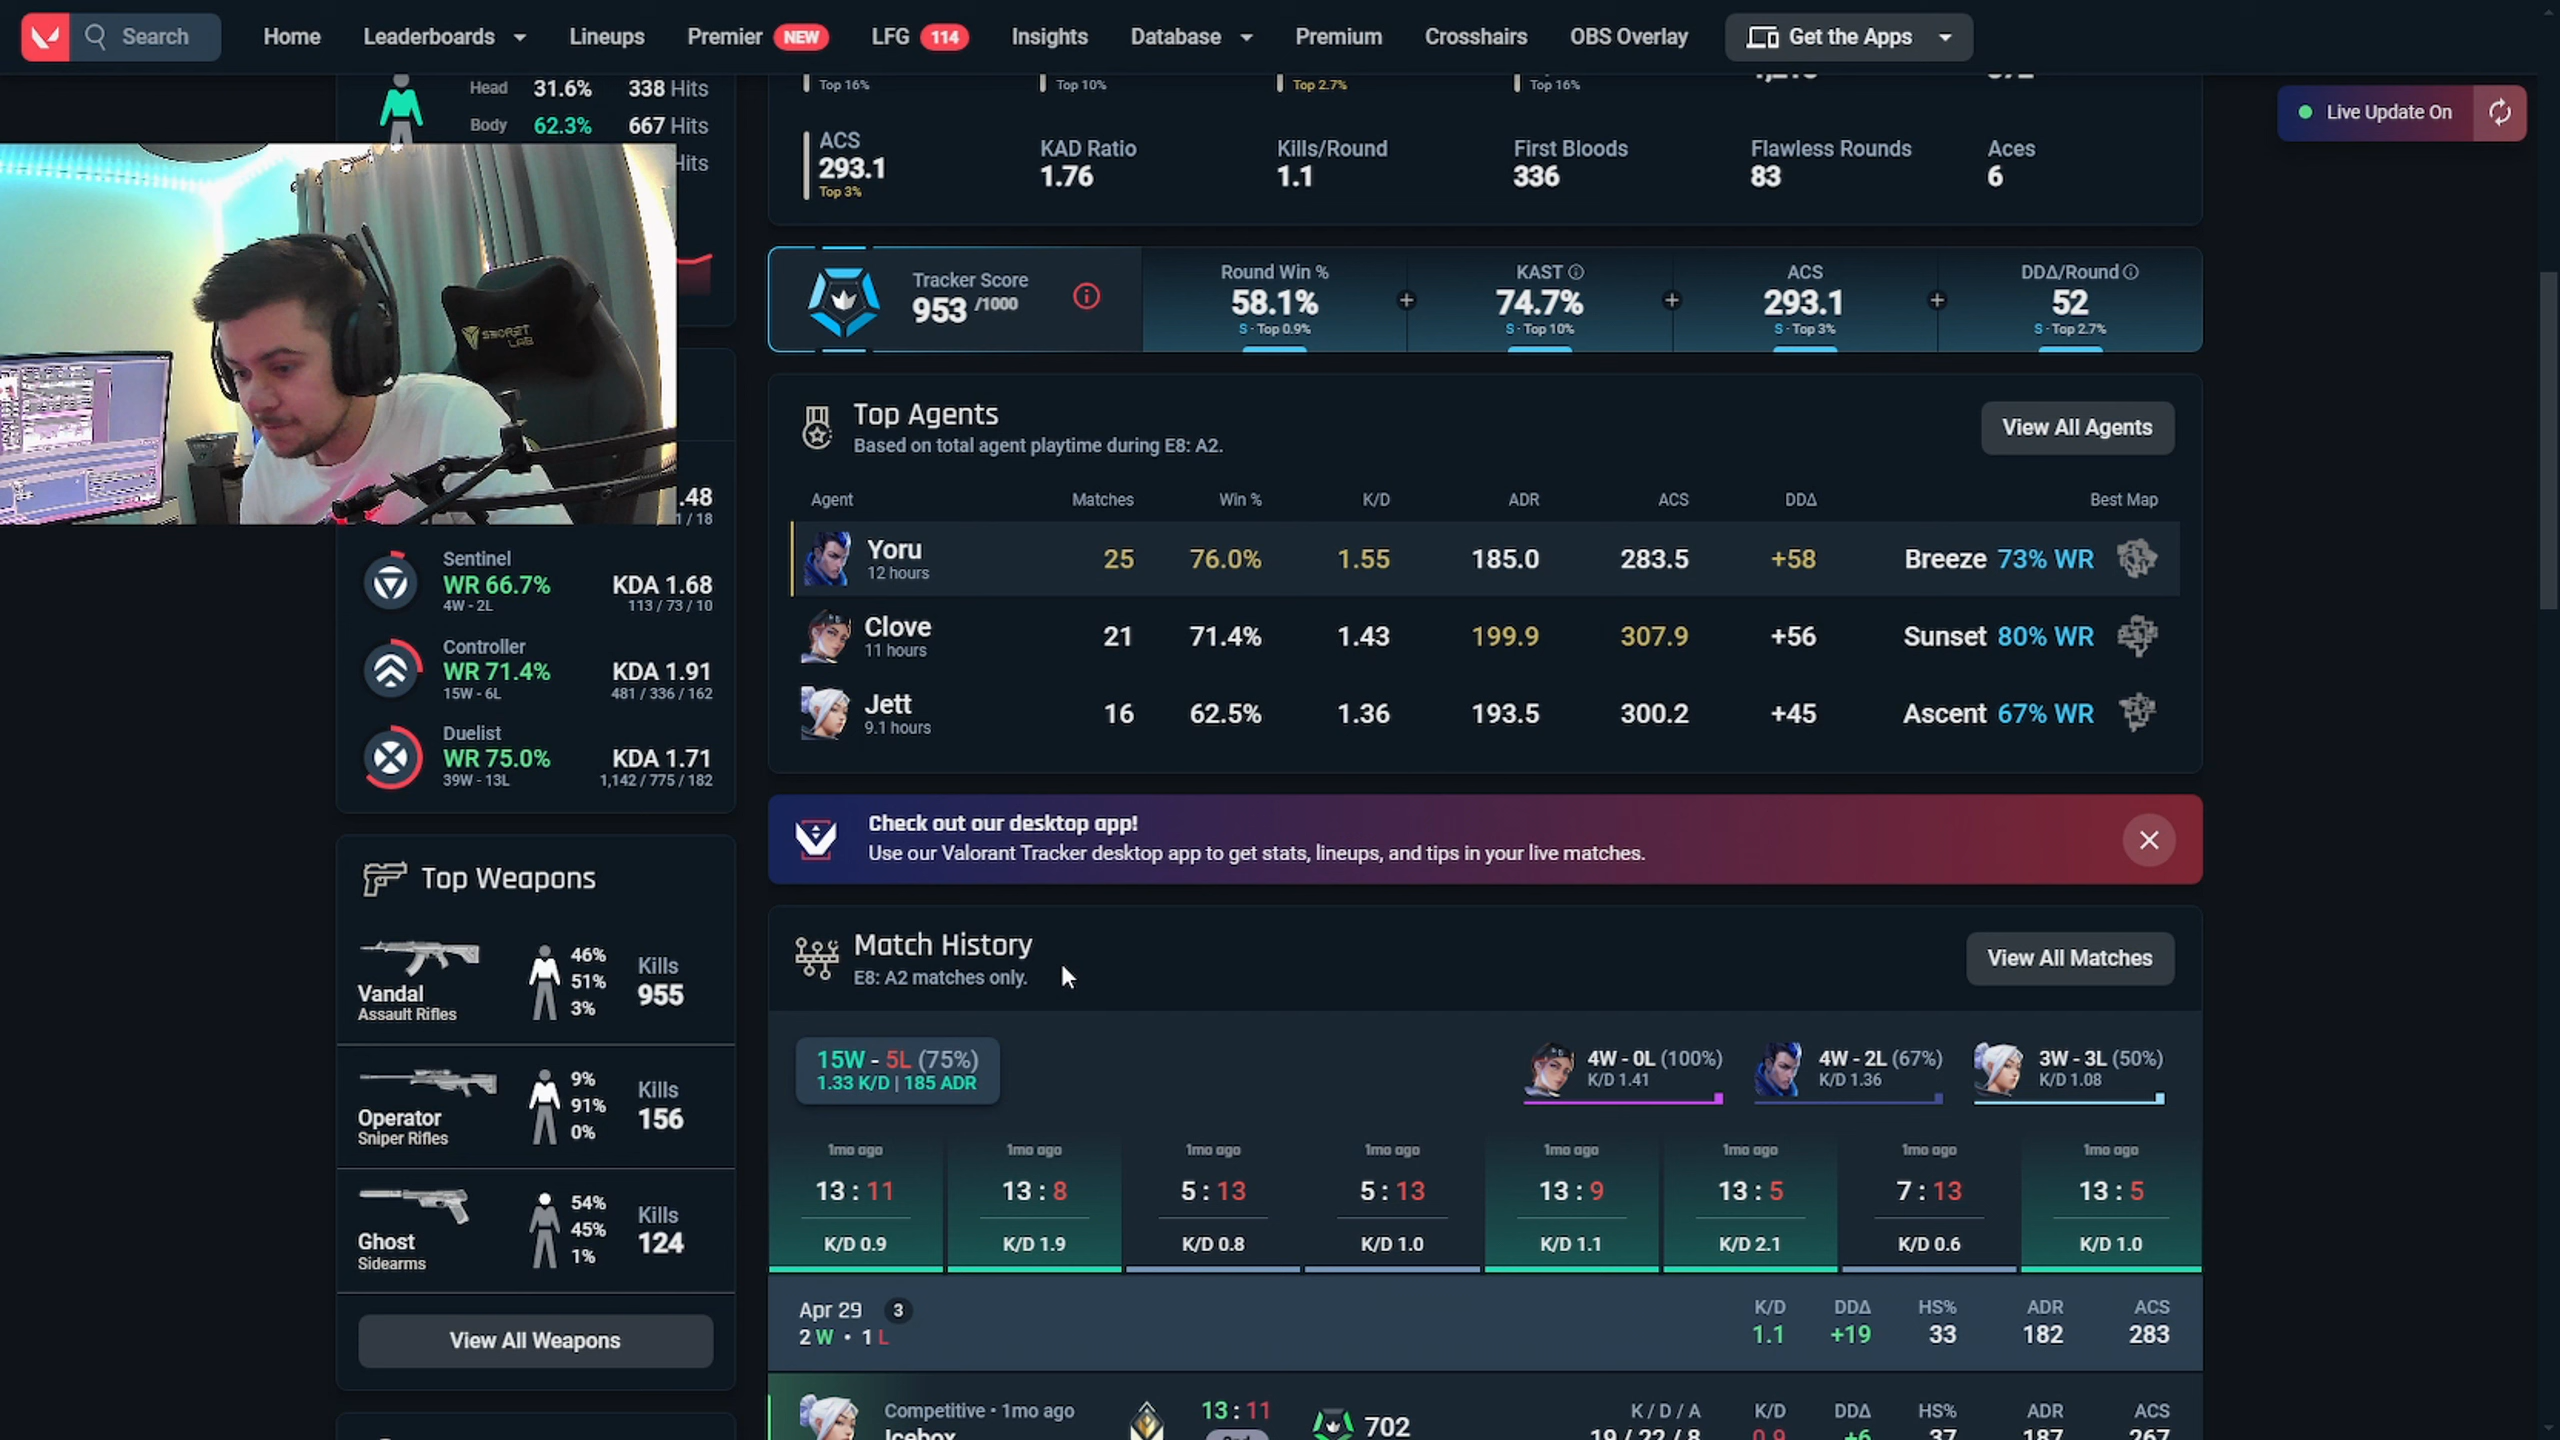 Search
Home
Leaderboards
Lineups
Premier NEW
LFG 114
Insights
Database
Premium
Crosshairs
OBS Overlay
Get the Apps
Live Update On
Head 31.6% 338 Hits
Body 62.3% 667 Hits
Hits
SECRET
LAB
.48
1 / 18
Sentinel
WR 66.7% KDA 1.68
4W - 2L 113 / 73 / 10
Controller
WR 71.4% KDA 1.91
15W - 6L 481 / 336 / 162
Duelist
WR 75.0% KDA 1.71
39W - 13L 1,142 / 775 / 182
Top Weapons
Vandal
Assault Rifles
46%
51%
3%
Kills
955
Operator
Sniper Rifles
9%
91%
0%
Kills
156
Ghost
Sidearms
54%
45%
1%
Kills
124
View All Weapons
Top 16% Top 10% Top 2.7% Top 16%
ACS
293.1
Top 3%
KAD Ratio
1.76
Kills/Round
1.1
First Bloods
336
Flawless Rounds
83
Aces
6
Tracker Score
953 /1000
Round Win %
58.1%
S · Top 0.9%
KAST
74.7%
S · Top 10%
ACS
293.1
S · Top 3%
DDΔ/Round
52
S · Top 2.7%
Top Agents
Based on total agent playtime during E8: A2.
View All Agents
Agent Matches Win % K/D ADR ACS DDΔ Best Map
Yoru 25 76.0% 1.55 185.0 283.5 +58 Breeze 73% WR
12 hours
Clove 21 71.4% 1.43 199.9 307.9 +56 Sunset 80% WR
11 hours
Jett 16 62.5% 1.36 193.5 300.2 +45 Ascent 67% WR
9.1 hours
Check out our desktop app!
Use our Valorant Tracker desktop app to get stats, lineups, and tips in your live matches.
Match History
E8: A2 matches only.
View All Matches
15W - 5L (75%)
1.33 K/D | 185 ADR
4W - 0L (100%)
K/D 1.41
4W - 2L (67%)
K/D 1.36
3W - 3L (50%)
K/D 1.08
1mo ago 1mo ago 1mo ago 1mo ago 1mo ago 1mo ago 1mo ago 1mo ago
13 : 11 13 : 8 5 : 13 5 : 13 13 : 9 13 : 5 7 : 13 13 : 5
K/D 0.9 K/D 1.9 K/D 0.8 K/D 1.0 K/D 1.1 K/D 2.1 K/D 0.6 K/D 1.0
Apr 29 3
2 W • 1 L
K/D DDΔ HS% ADR ACS
1.1 +19 33 182 283
Competitive • 1mo ago 13 : 11 702 K / D / A K/D DDΔ HS% ADR ACS
Icebox 19 / 22 / 8 0.9 +6 37 187 267